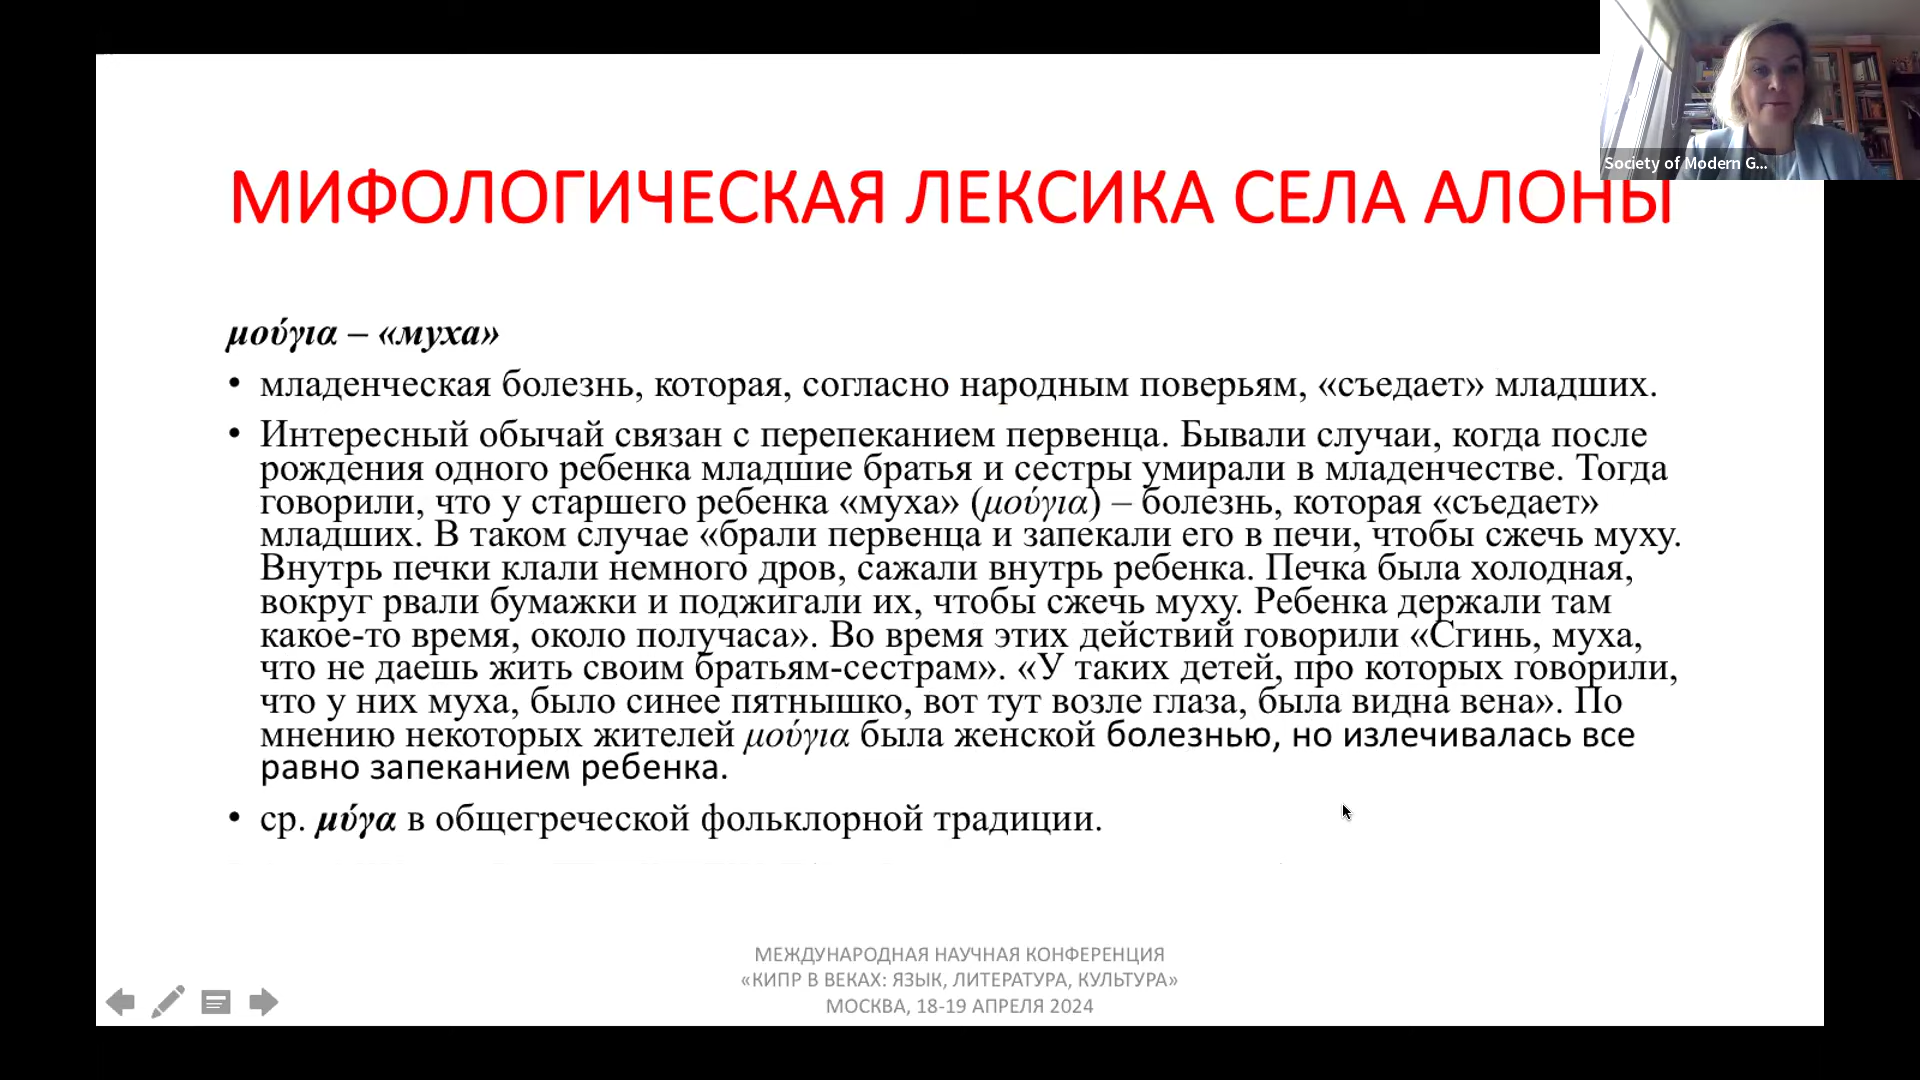 Society of Modern G...
МИФОЛОГИЧЕСКАЯ ЛЕКСИКА СЕЛА АЛОНЫ
μούγια – «муха»
• младенческая болезнь, которая, согласно народным поверьям, «съедает» младших.
• Интересный обычай связан с перепеканием первенца. Бывали случаи, когда после
рождения одного ребенка младшие братья и сестры умирали в младенчестве. Тогда
говорили, что у старшего ребенка «муха» (μούγια) – болезнь, которая «съедает»
младших. В таком случае «брали первенца и запекали его в печи, чтобы сжечь муху.
Внутрь печки клали немного дров, сажали внутрь ребенка. Печка была холодная,
вокруг рвали бумажки и поджигали их, чтобы сжечь муху. Ребенка держали там
какое-то время, около получаса». Во время этих действий говорили «Сгинь, муха,
что не даешь жить своим братьям-сестрам». «У таких детей, про которых говорили,
что у них муха, было синее пятнышко, вот тут возле глаза, была видна вена». По
мнению некоторых жителей μούγια была женской болезнью, но излечивалась все
равно запеканием ребенка.
• ср. μύγα в общегреческой фольклорной традиции.
МЕЖДУНАРОДНАЯ НАУЧНАЯ КОНФЕРЕНЦИЯ
«КИПР В ВЕКАХ: ЯЗЫК, ЛИТЕРАТУРА, КУЛЬТУРА»
МОСКВА, 18-19 АПРЕЛЯ 2024